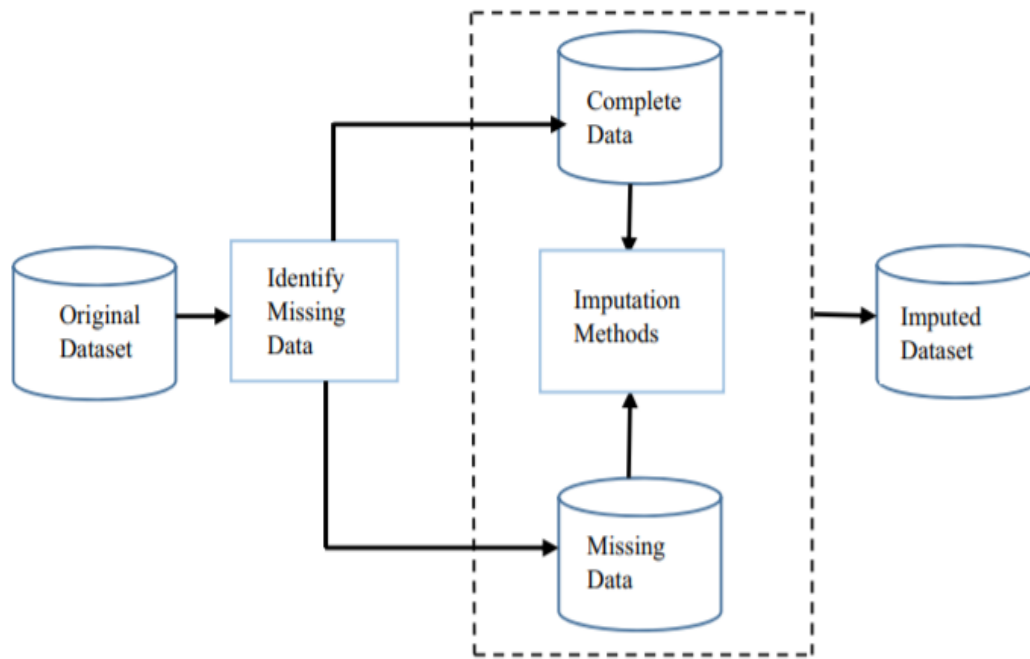 Original
Dataset
Identify
Missing
Data
Complete
Data
Imputation
Methods
Missing
Data
Imputed
Dataset